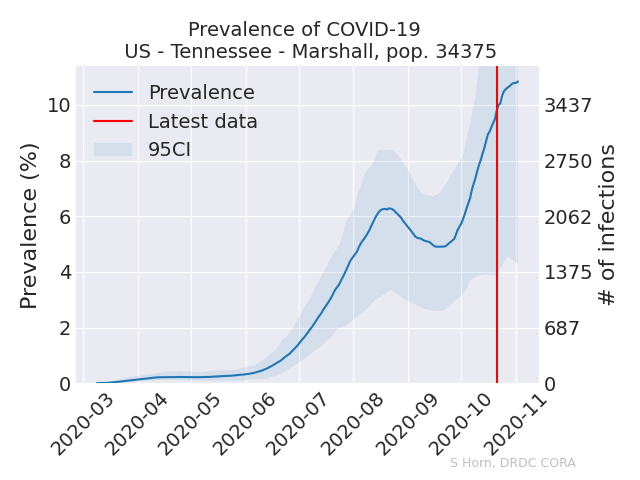 Prevalence of COVID-19
US - Tennessee - Marshall, pop. 34375
Prevalence
Latest data
95CI
Prevalence (%)
10
8
6
4
2
0
3437
2750
2062
1375
687
0
# of infections
2020-03
2020-04
2020-05
2020-06
2020-07
2020-08
2020-09
2020-10
2020-11
S Horn, DRDC CORA